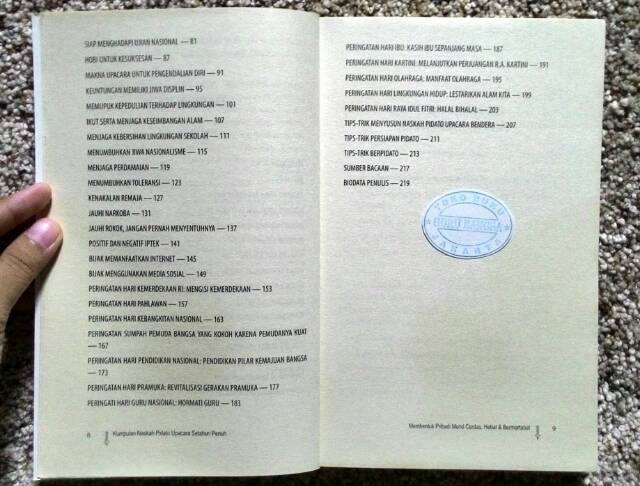 SIAP MENGHADAPI UJIAN NASIONAL — 81
HOBI UNTUK KESUKSESAN — 87
MAKNA UPACARA UNTUK PENGENDALIAN DIRI — 91
KEUNTUNGAN MEMILIKI JIWA DISPLIN — 95
MEMUPUK KEPEDULIAN TERHADAP LINGKUNGAN — 101
IKUT SERTA MENJAGA KESEIMBANGAN ALAM — 107
MENJAGA KEBERSIHAN LINGKUNGAN SEKOLAH — 111
MENUMBUHKAN JIWA NASIONALISME — 115
MENJAGA PERDAMAIAN — 119
MENUMBUHKAN TOLERANSI — 123
KENAKALAN REMAJA — 127
JAUHI NARKOBA — 131
JAUHI ROKOK, JANGAN PERNAH MENYENTUHNYA — 137
POSITIF DAN NEGATIF IPTEK — 141
BIJAK MEMANFAATKAN INTERNET — 145
BIJAK MENGGUNAKAN MEDIA SOSIAL — 149
PERINGATAN HARI KEMERDEKAAN RI: MENGISI KEMERDEKAAN — 153
PERINGATAN HARI PAHLAWAN — 157
PERINGATAN HARI KEBANGKITAN NASIONAL — 163
PERINGATAN SUMPAH PEMUDA BANGSA YANG KOKOH KARENA PEMUDANYA KUAT
— 167
PERINGATAN HARI PENDIDIKAN NASIONAL: PENDIDIKAN PILAR KEMAJUAN BANGSA
— 173
PERINGATAN HARI PRAMUKA: REVITALISASI GERAKAN PRAMUKA — 177
PERINGATI HARI GURU NASIONAL: HORMATI GURU — 183
8 Kumpulan Naskah Pidato Upacara Setahun Penuh
PERINGATAN HARI IBU: KASIH IBU SEPANJANG MASA — 187
PERINGATAN HARI KARTINI: MELANJUTKAN PERJUANGAN R.A. KARTINI — 191
PERINGATAN HARI OLAHRAGA: MANFAAT OLAHRAGA — 195
PERINGATAN HARI LINGKUNGAN HIDUP: LESTARIKAN ALAM KITA — 199
PERINGATAN HARI RAYA IDUL FITRI: HALAL BIHALAL — 203
TIPS-TRIK MENYUSUN NASKAH PIDATO UPACARA BENDERA — 207
TIPS-TRIK PERSIAPAN PIDATO — 211
TIPS-TRIK BERPIDATO — 213
SUMBER BACAAN — 217
BIODATA PENULIS — 219
TOKO BUKU
JAKARTA
Membentuk Pribadi Murid Cerdas, Hebat & Bermartabat 9